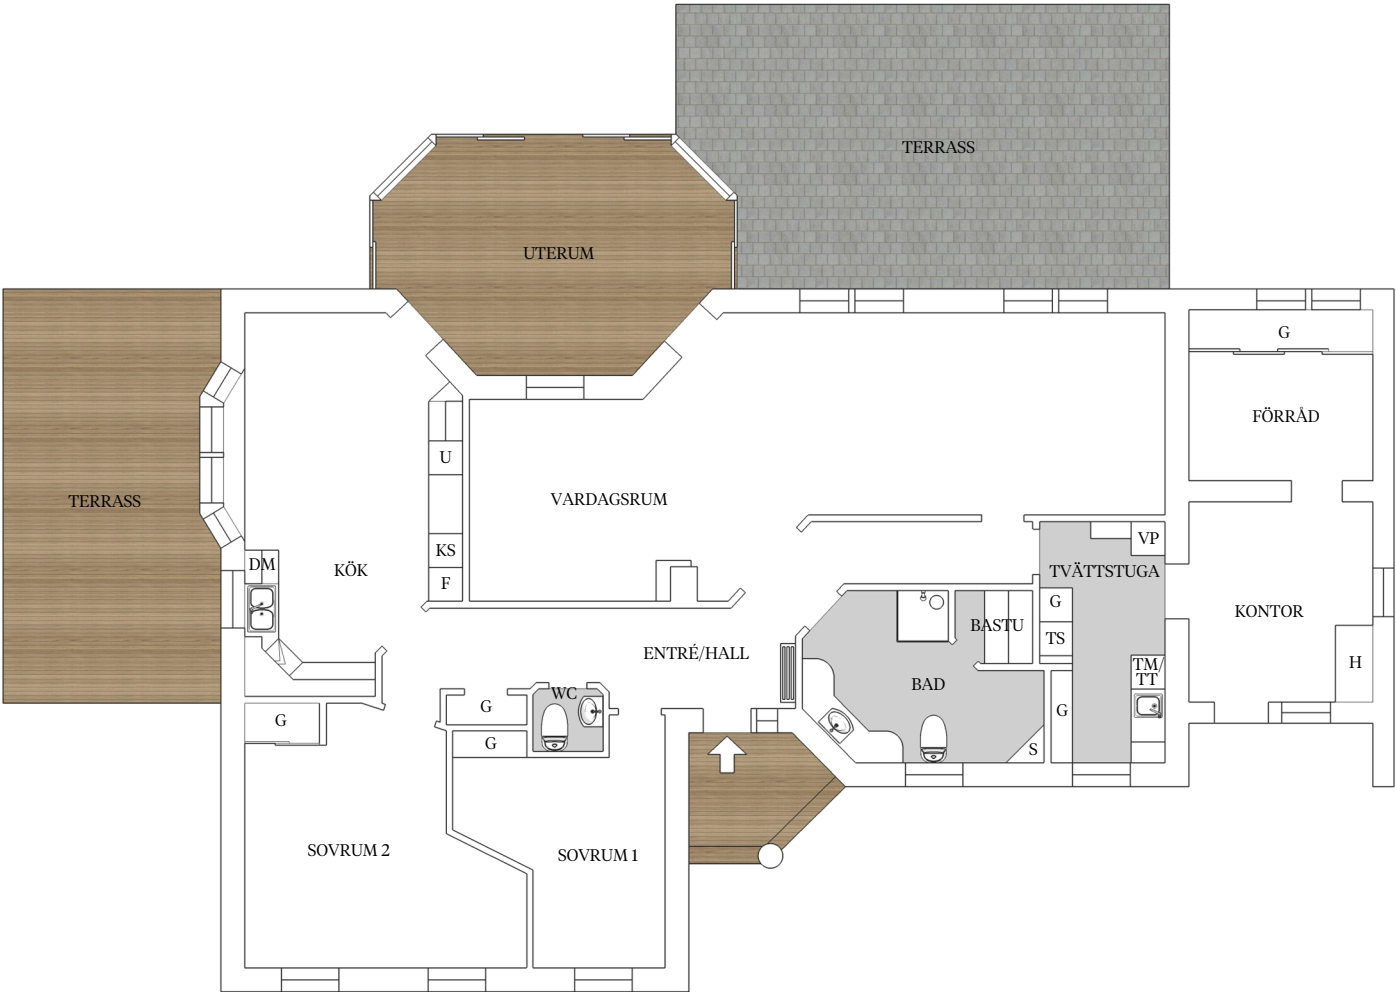 TERRASS
UTERUM
G
FÖRRÅD
U
TERRASS
VARDAGSRUM
VP
KS
DM
KÖK
TVÄTTSTUGA
F
G
KONTOR
BASTU
TS
ENTRÉ/HALL
H
TM/
TT
BAD
WC
G
G
G
G
S
SOVRUM 2
SOVRUM 1